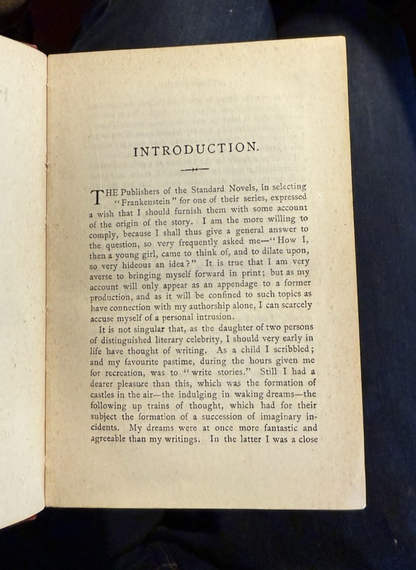 INTRODUCTION.
THE Publishers of the Standard Novels, in selecting
"Frankenstein" for one of their series, expressed
a wish that I should furnish them with some account
of the origin of the story. I am the more willing to
comply, because I shall thus give a general answer to
the question, so very frequently asked me—"How I,
then a young girl, came to think of, and to dilate upon,
so very hideous an idea?" It is true that I am very
averse to bringing myself forward in print; but as my
account will only appear as an appendage to a former
production, and as it will be confined to such topics as
have connection with my authorship alone, I can scarcely
accuse myself of a personal intrusion.
It is not singular that, as the daughter of two persons
of distinguished literary celebrity, I should very early in
life have thought of writing. As a child I scribbled;
and my favourite pastime, during the hours given me
for recreation, was to "write stories." Still I had a
dearer pleasure than this, which was the formation of
castles in the air—the indulging in waking dreams—the
following up trains of thought, which had for their
subject the formation of a succession of imaginary in-
cidents. My dreams were at once more fantastic and
agreeable than my writings. In the latter I was a close